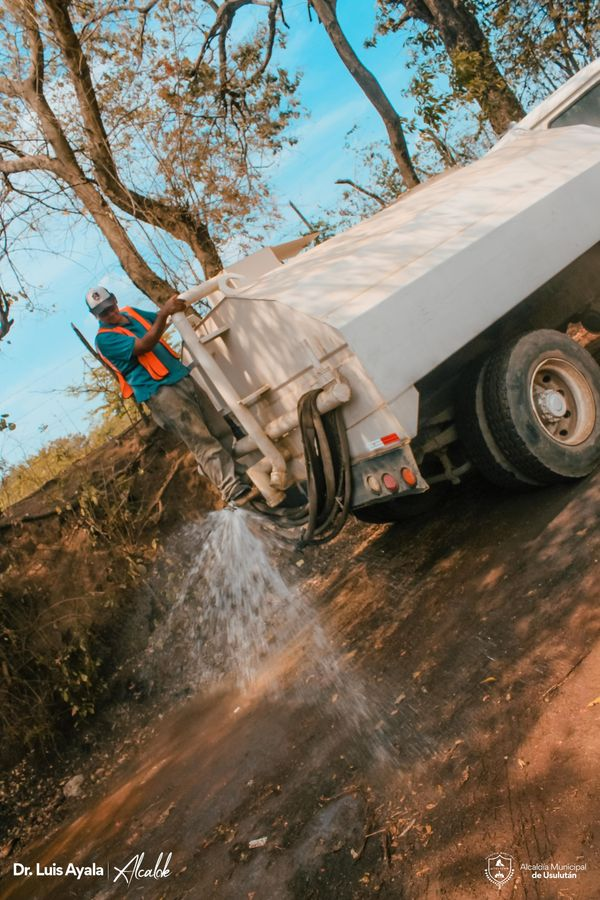 Dr. Luis Ayala | Alcalde
Alcaldía Municipal
de Usulután